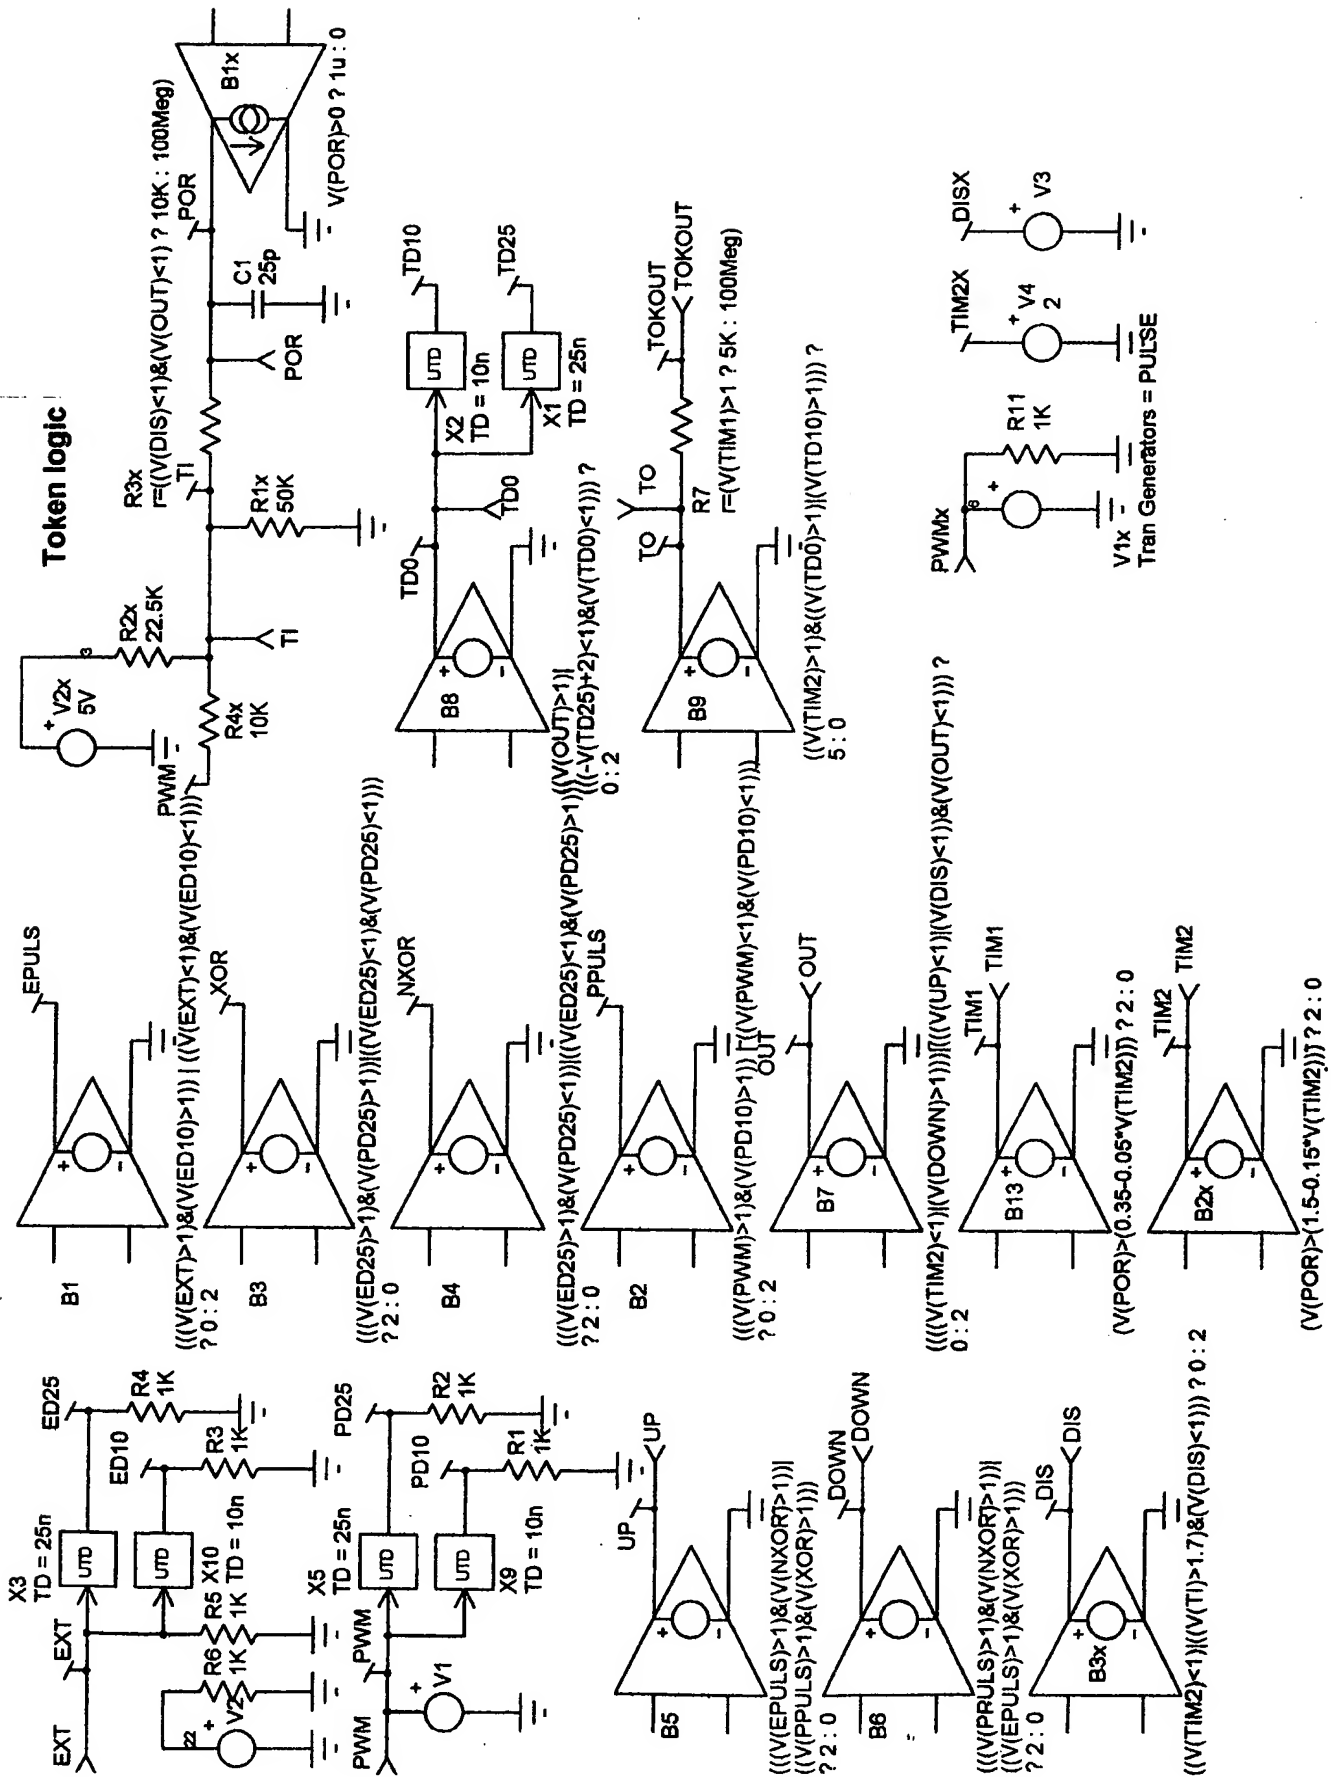 Token logic
EXT
EXT
X3
TD = 25n
UTD
ED25
R4
1K
UTD
X10
TD = 10n
ED10
R3
1K
R5
1K
R6
1K
22
V2
+
PWM
PWM
X5
TD = 25n
UTD
PD25
R2
1K
UTD
X9
TD = 10n
PD10
R1
1K
V1
+
B5
+
-
UP
UP
(((V(EPULS)>1)&(V(NXOR)>1))|
((V(PPULS)>1)&(V(XOR)>1)))
? 2 : 0
B6
+
-
DOWN
DOWN
(((V(PRULS)>1)&(V(NXOR)>1))|
((V(EPULS)>1)&(V(XOR)>1)))
? 2 : 0
B3x
+
-
DIS
DIS
((V(TIM2)<1)|((V(TI)>1.7)&(V(DIS)<1))) ? 0 : 2
B1
+
-
EPULS
(((V(EXT)>1)&(V(ED10)>1)) | ((V(EXT)<1)&(V(ED10)<1)))
? 0 : 2
B3
+
-
XOR
(((V(ED25)>1)&(V(PD25)>1))|((V(ED25)<1)&(V(PD25)<1)))
? 2 : 0
B4
+
-
NXOR
(((V(ED25)>1)&(V(PD25)<1))|((V(ED25)<1)&(V(PD25)>1)))
? 2 : 0
B2
+
-
PPULS
(((V(PWM)>1)&(V(PD10)>1)) | ((V(PWM)<1)&(V(PD10)<1)))
? 0 : 2
B7
+
-
OUT
OUT
((((V(TIM2)<1)|(V(DOWN)>1)))|(((V(UP)<1)|(V(DIS)<1))&(V(OUT)<1))) ?
0 : 2
B13
+
-
TIM1
TIM1
(V(POR)>(0.35-0.05*V(TIM2))) ? 2 : 0
B2x
+
-
TIM2
TIM2
(V(POR)>(1.5-0.15*V(TIM2))) ? 2 : 0
V2x
5V
+
3
R2x
22.5K
PWM
R4x
10K
TI
R1x
50K
TI
R3x
r=((V(DIS)<1)&(V(OUT)<1) ? 10K : 100Meg)
POR
C1
25p
POR
B1x
V(POR)>0 ? 1u : 0
B8
+
-
TD0
TD0
((V(OUT)>1)|
(((-V(TD25)+2)<1)&(V(TD0)<1))) ?
0 : 2
UTD
X2
TD = 10n
TD10
UTD
X1
TD = 25n
TD25
B9
+
-
TO
TO
R7
r=(V(TIM1)>1 ? 5K : 100Meg)
TOKOUT
TOKOUT
((V(TIM2)>1)&((V(TD0)>1)|(V(TD10)>1))) ?
5 : 0
PWMx
6
+
V1x
Tran Generators = PULSE
R11
1K
TIM2X
+
V4
2
DISX
+
V3